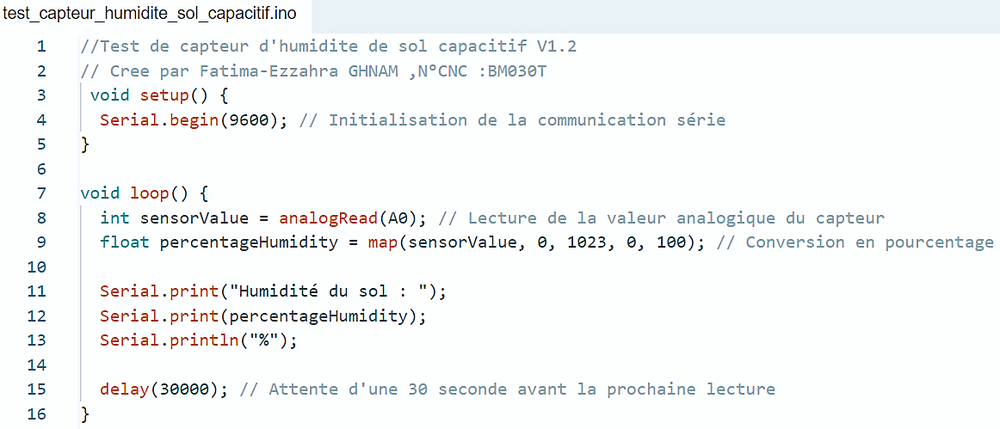 test_capteur_humidite_sol_capacitif.ino
1 //Test de capteur d'humidite de sol capacitif V1.2
2 // Cree par Fatima-Ezzahra GHNAM ,N°CNC :BM030T
3 void setup() {
4 Serial.begin(9600); // Initialisation de la communication série
5 }
6
7 void loop() {
8 int sensorValue = analogRead(A0); // Lecture de la valeur analogique du capteur
9 float percentageHumidity = map(sensorValue, 0, 1023, 0, 100); // Conversion en pourcentage
10
11 Serial.print("Humidité du sol : ");
12 Serial.print(percentageHumidity);
13 Serial.println("%");
14
15 delay(30000); // Attente d'une 30 seconde avant la prochaine lecture
16 }